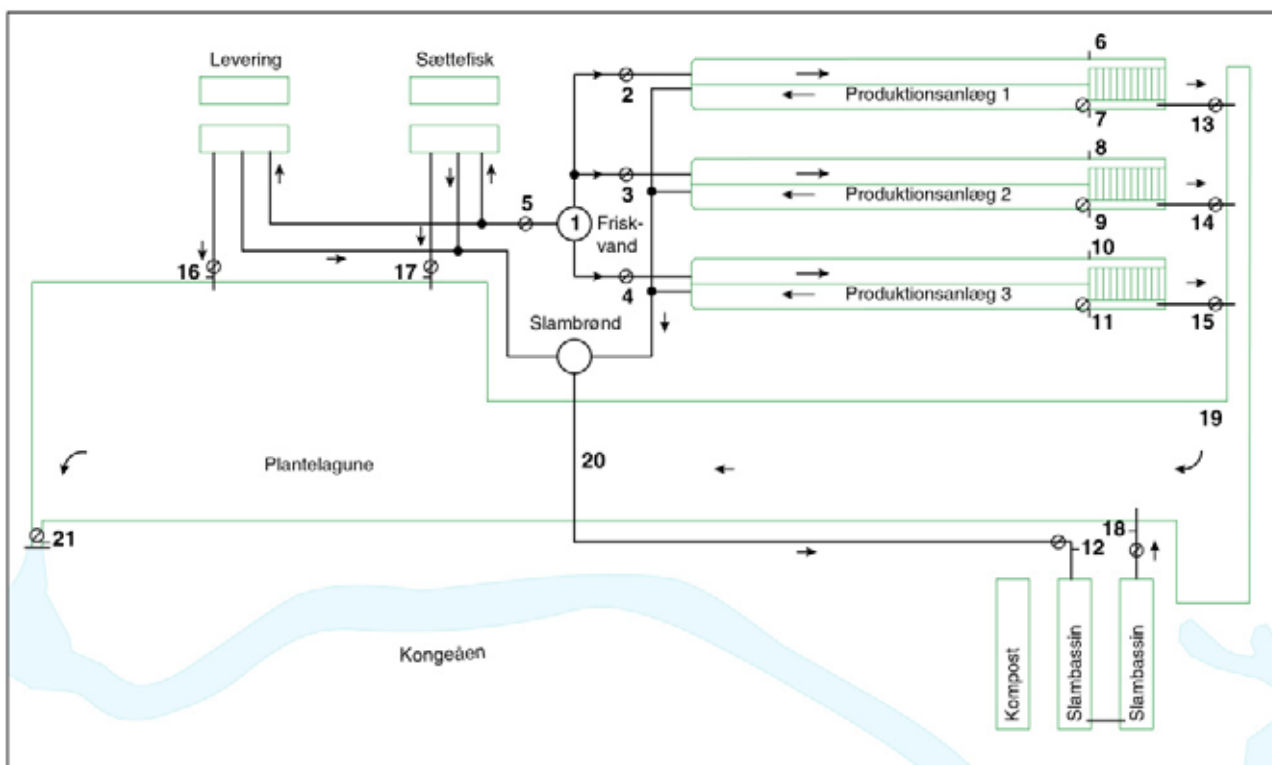 Levering
Sættefisk
6
2
Produktionsanlæg 1
7
13
8
3
Produktionsanlæg 2
5
1
Frisk-
vand
9
14
10
16
17
4
Produktionsanlæg 3
11
15
Slambrønd
19
Plantelagune
20
18
21
12
Kongeåen
Kompost
Slambassin
Slambassin